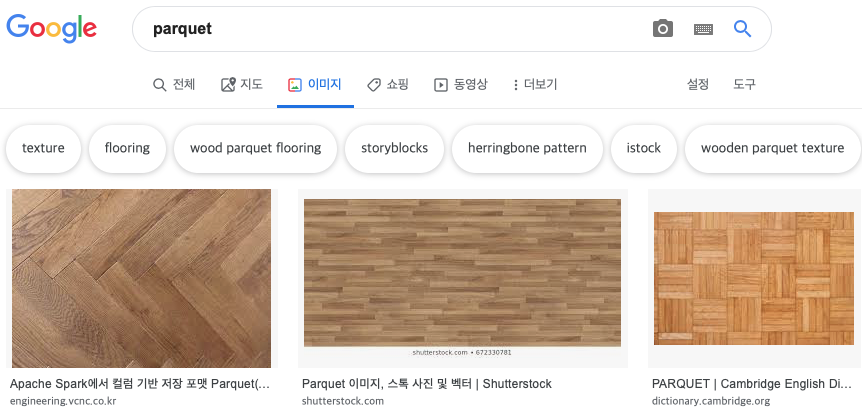 Google
parquet
전체
지도
이미지
쇼핑
동영상
더보기
설정
도구
texture
flooring
wood parquet flooring
storyblocks
herringbone pattern
istock
wooden parquet texture
shutterstock.com • 672330781
Apache Spark에서 컬럼 기반 저장 포맷 Parquet(...
engineering.vcnc.co.kr
Parquet 이미지, 스톡 사진 및 벡터 | Shutterstock
shutterstock.com
PARQUET | Cambridge English Di...
dictionary.cambridge.org